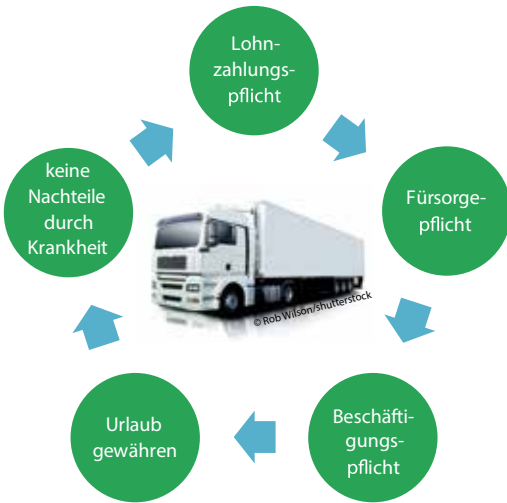 Lohn-
zahlungs-
pflicht
Fürsorge-
pflicht
Beschäfti-
gungs-
pflicht
Urlaub
gewähren
keine
Nachteile
durch
Krankheit
© Rob Wilson/shutterstock